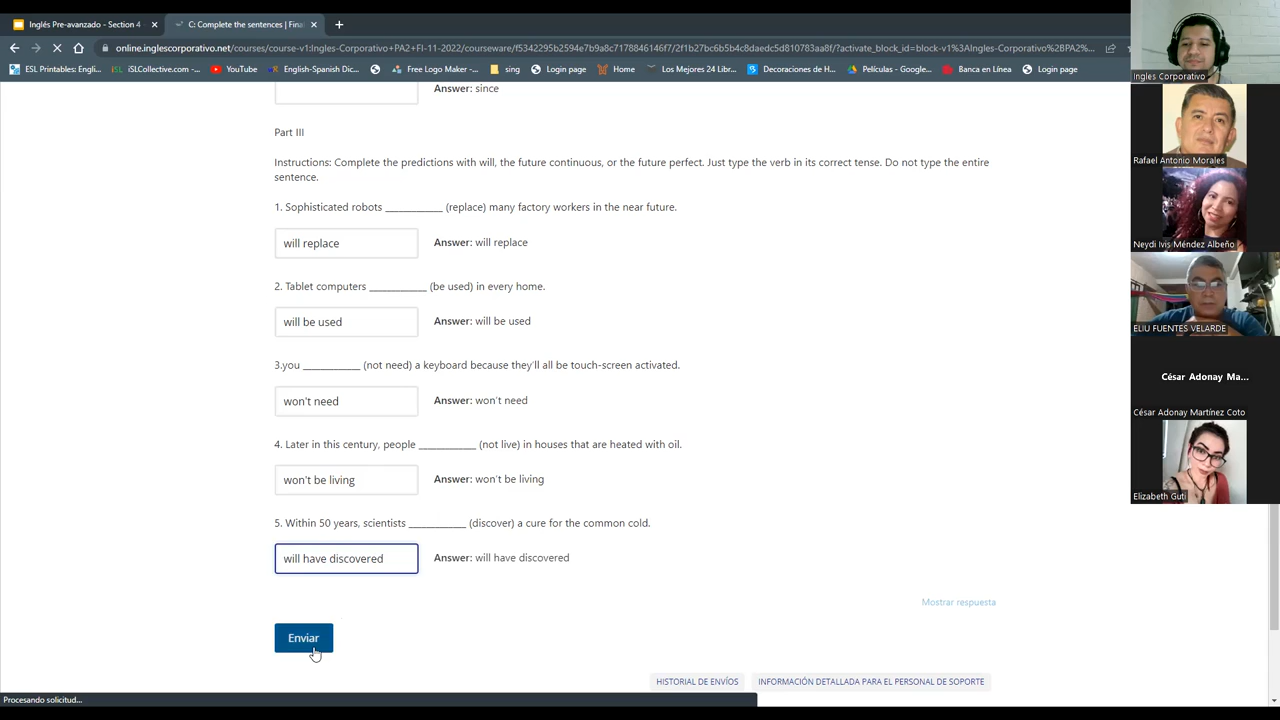 Inglés Pre-avanzado - Section 4
C: Complete the sentences | Fina
online.inglescorporativo.net/courses/course-v1:Ingles-Corporativo+PA2+FI-11-2022/courseware/f5342295b2594e7b9a8c7178846146f7/2f1b27bc6b5b4c8daedc5d810783aa8f/?activate_block_id=block-v1%3AIngles-Corporativo%2BPA2%...
ESL Printables: Engli...
iSLCollective.com -...
YouTube
English-Spanish Dic...
Free Logo Maker -...
sing
Login page
Home
Los Mejores 24 Libr...
Decoraciones de H...
Películas - Google...
Banca en Línea
Login page
Answer: since
Part III
Instructions: Complete the predictions with will, the future continuous, or the future perfect. Just type the verb in its correct tense. Do not type the entire
sentence.
1. Sophisticated robots ____________ (replace) many factory workers in the near future.
will replace
Answer: will replace
2. Tablet computers ____________ (be used) in every home.
will be used
Answer: will be used
3.you ____________ (not need) a keyboard because they'll all be touch-screen activated.
won't need
Answer: won't need
4. Later in this century, people ____________ (not live) in houses that are heated with oil.
won't be living
Answer: won't be living
5. Within 50 years, scientists ____________ (discover) a cure for the common cold.
will have discovered
Answer: will have discovered
Mostrar respuesta
Enviar
HISTORIAL DE ENVÍOS
INFORMACIÓN DETALLADA PARA EL PERSONAL DE SOPORTE
Procesando solicitud...
Ingles Corporativo
Rafael Antonio Morales
Neydi Ivis Méndez Albeño
ELIU FUENTES VELARDE
César Adonay Ma...
César Adonay Martínez Coto
Elizabeth Guti